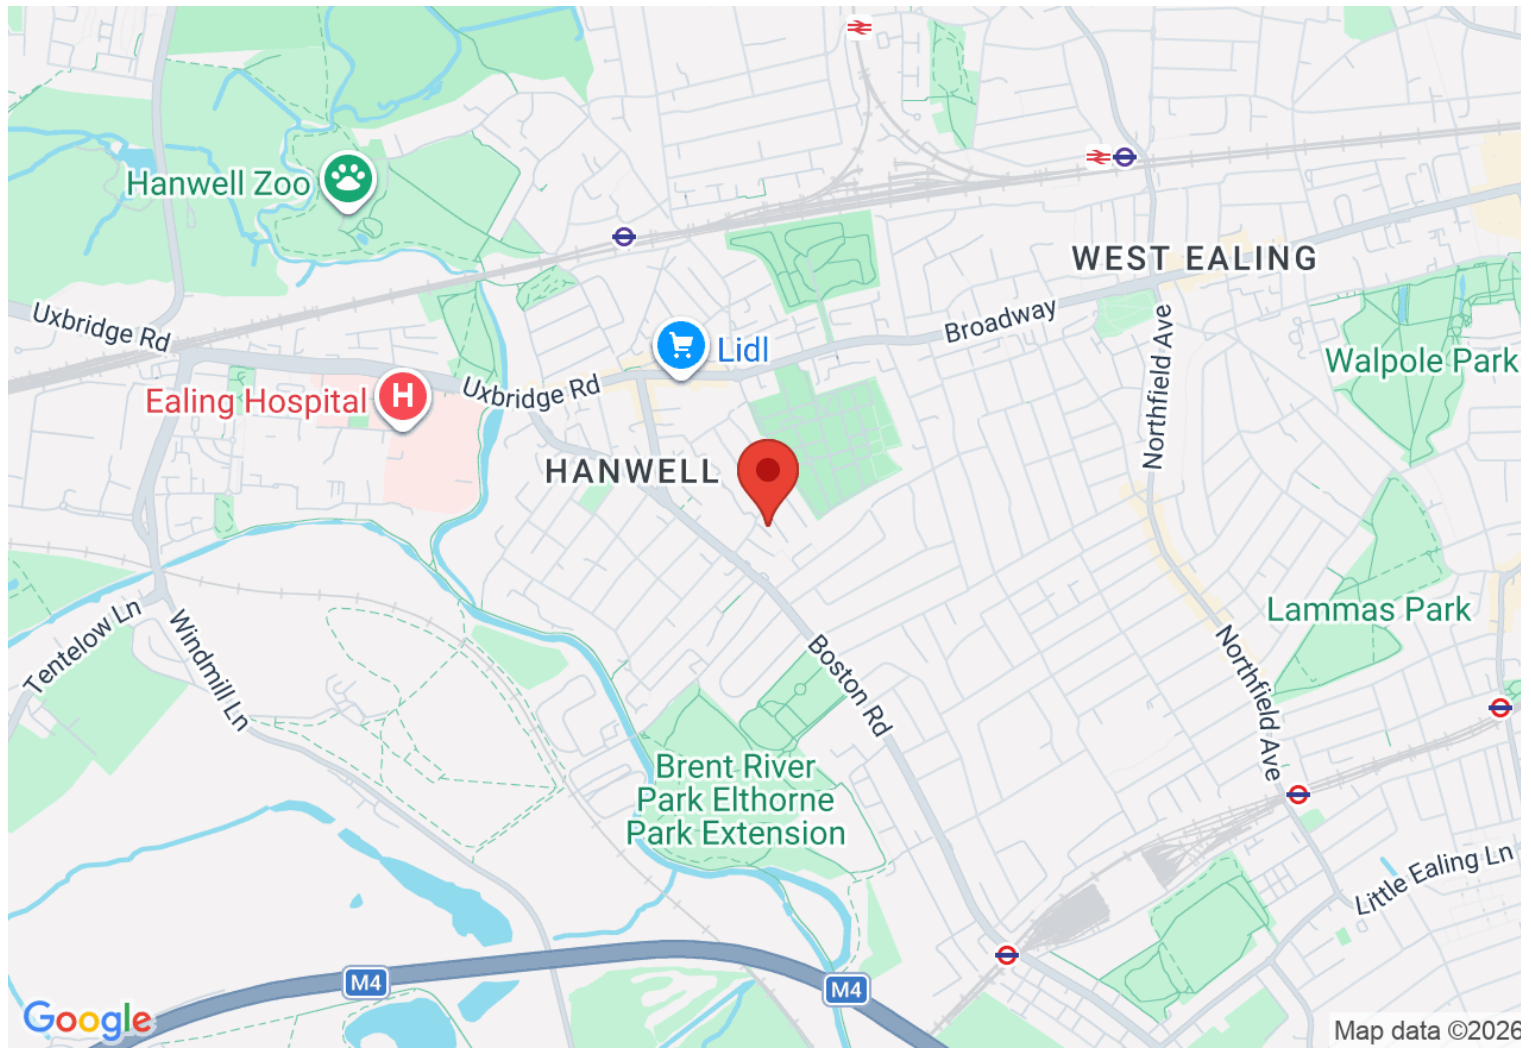 Hanwell Zoo
WEST EALING
Uxbridge Rd
Broadway
Lidl
Walpole Park
Ealing Hospital
H
Uxbridge Rd
Northfield Ave
HANWELL
Lammas Park
Tentelow Ln
Windmill Ln
Boston Rd
Northfield Ave
Brent River
Park Elthorne
Park Extension
Little Ealing Ln
M4
M4
Google
Map data ©2026